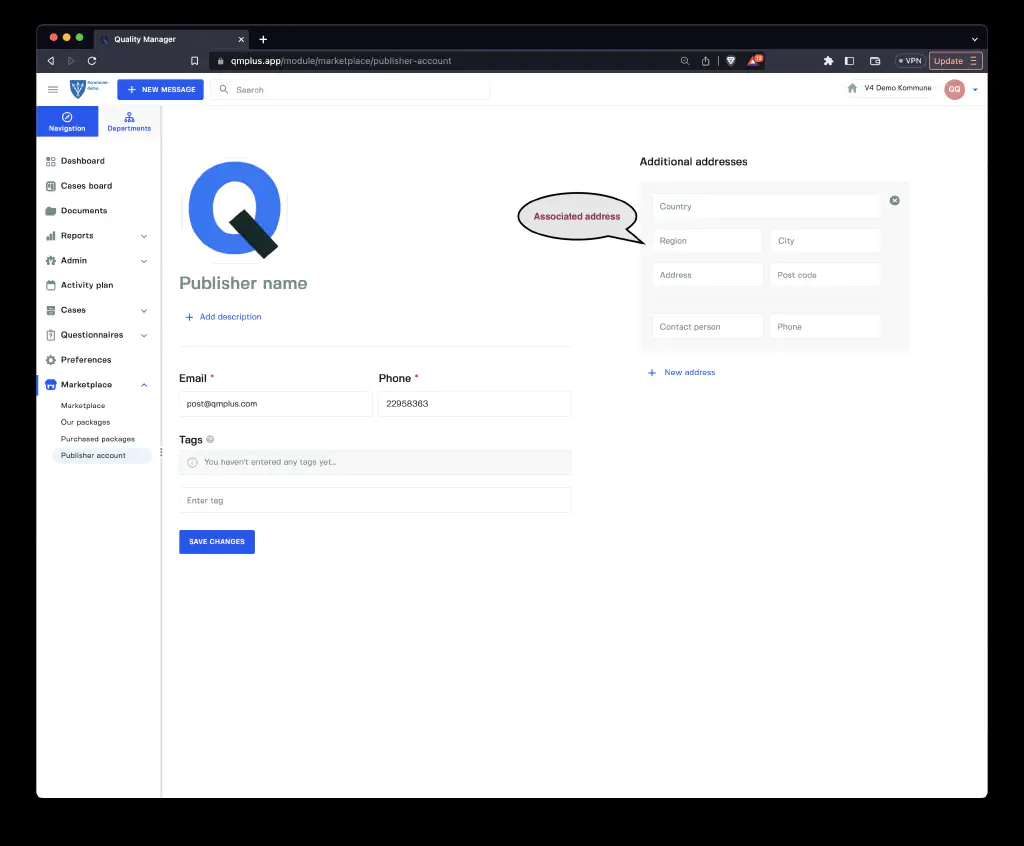 Quality Manager
qmplus.app/module/marketplace/publisher-account
12
VPN
Update
Kommune
demo
NEW MESSAGE
Search
V4 Demo Kommune
QQ
Navigation
Departments
Dashboard
Cases board
Documents
Reports
Admin
Activity plan
Cases
Questionnaires
Preferences
Marketplace
Marketplace
Our packages
Purchased packages
Publisher account
Publisher name
Add description
Email *
Phone *
post@qmplus.com
22958363
Tags
You haven't entered any tags yet...
Enter tag
SAVE CHANGES
Additional addresses
Associated address
Country
Region
City
Address
Post code
Contact person
Phone
New address